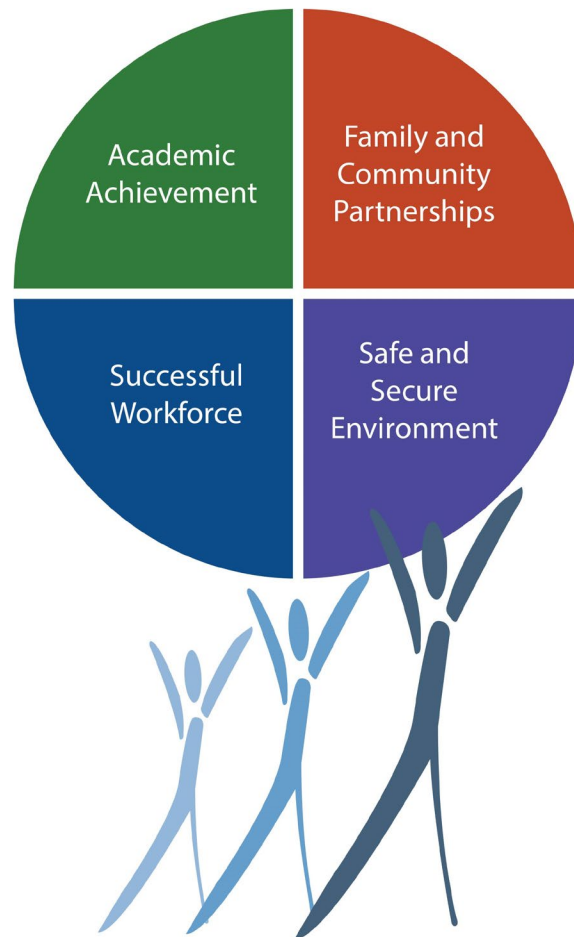 Academic
Achievement
Family and
Community
Partnerships
Successful
Workforce
Safe and
Secure
Environment